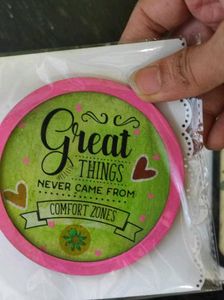 Great
THINGS
NEVER CAME FROM
COMFORT ZONES